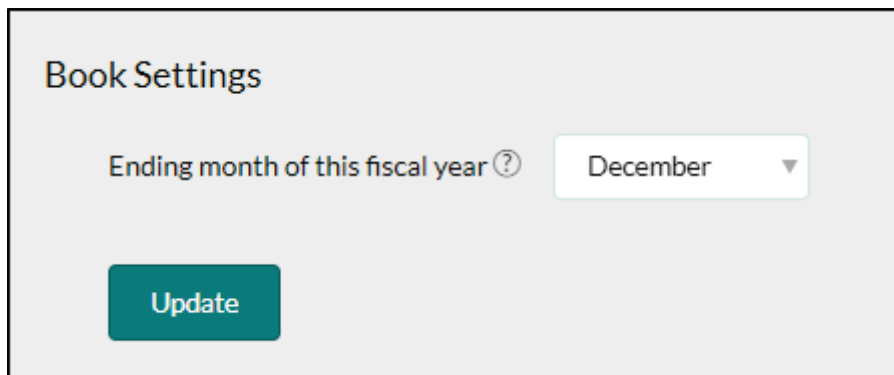 Book Settings
Ending month of this fiscal year ? December
Update